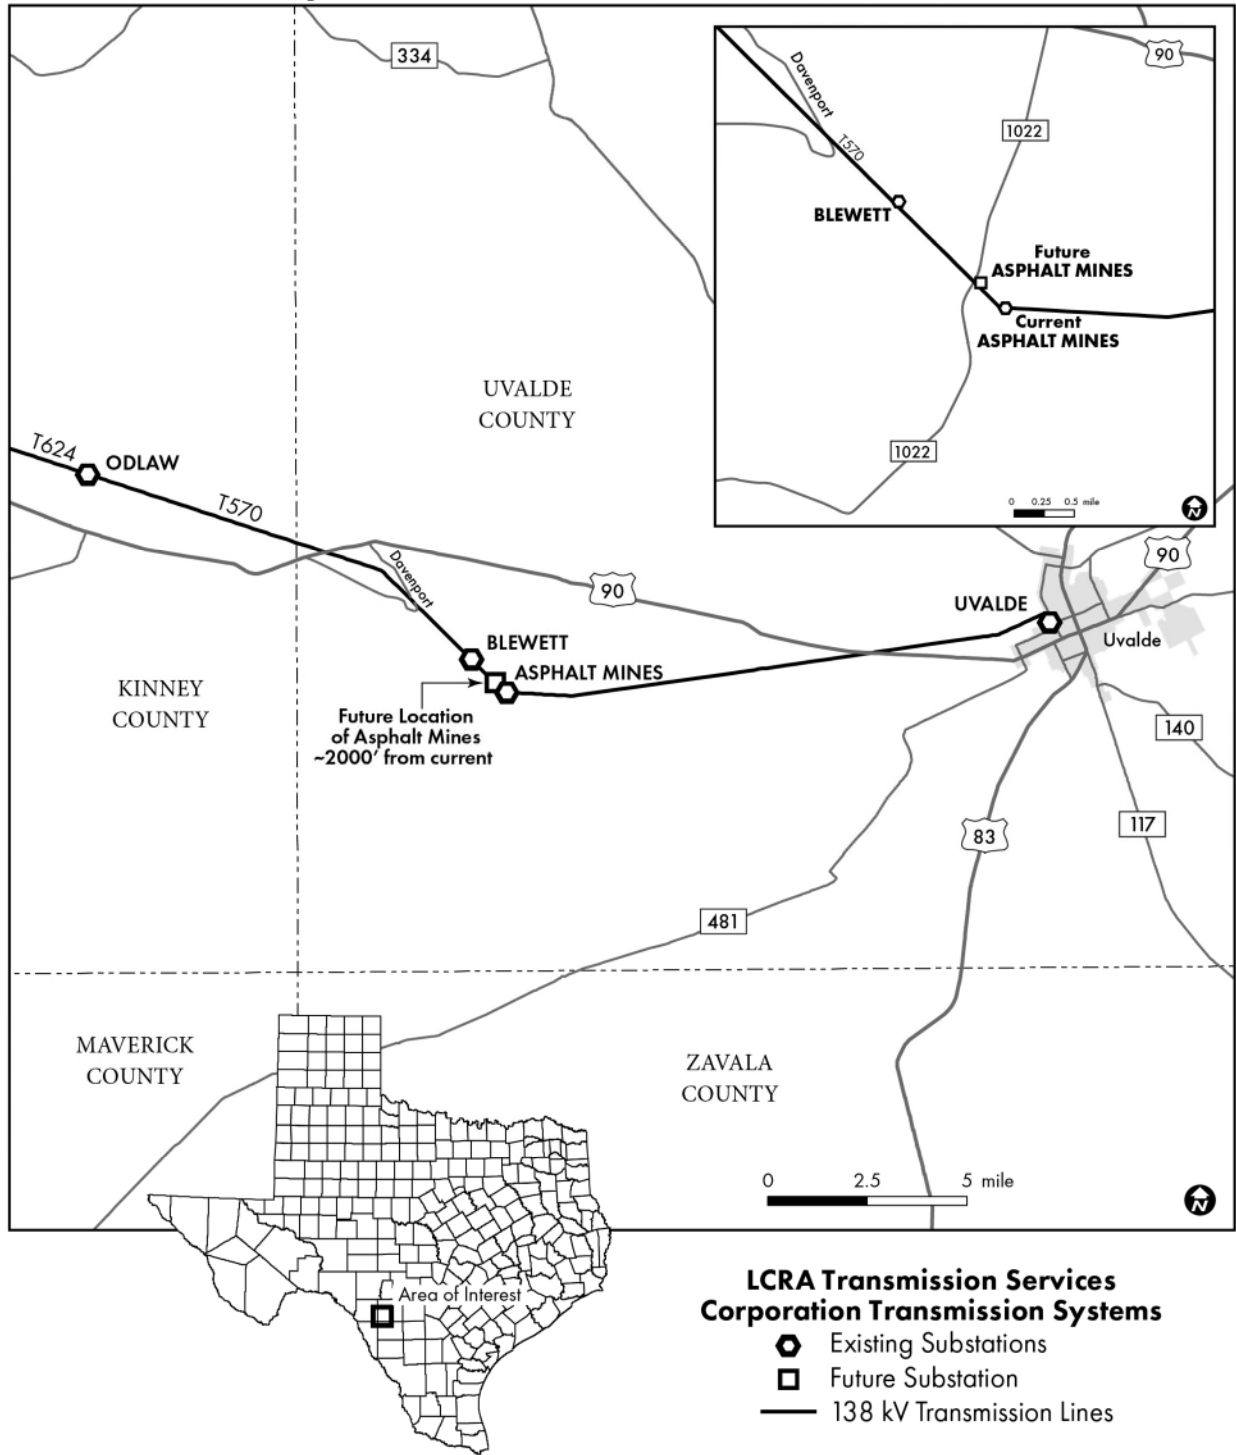 334
90
Davenport
T570
1022
BLEWETT
Future
ASPHALT MINES
Current
ASPHALT MINES
1022
0 0.25 0.5 mile
N
UVALDE
COUNTY
T624
ODLAW
T570
Davenport
90
90
UVALDE
Uvalde
BLEWETT
ASPHALT MINES
KINNEY
COUNTY
Future Location
of Asphalt Mines
~2000' from current
140
83
117
481
MAVERICK
COUNTY
ZAVALA
COUNTY
0 2.5 5 mile
N
Area of Interest
LCRA Transmission Services
Corporation Transmission Systems
Existing Substations
Future Substation
138 kV Transmission Lines